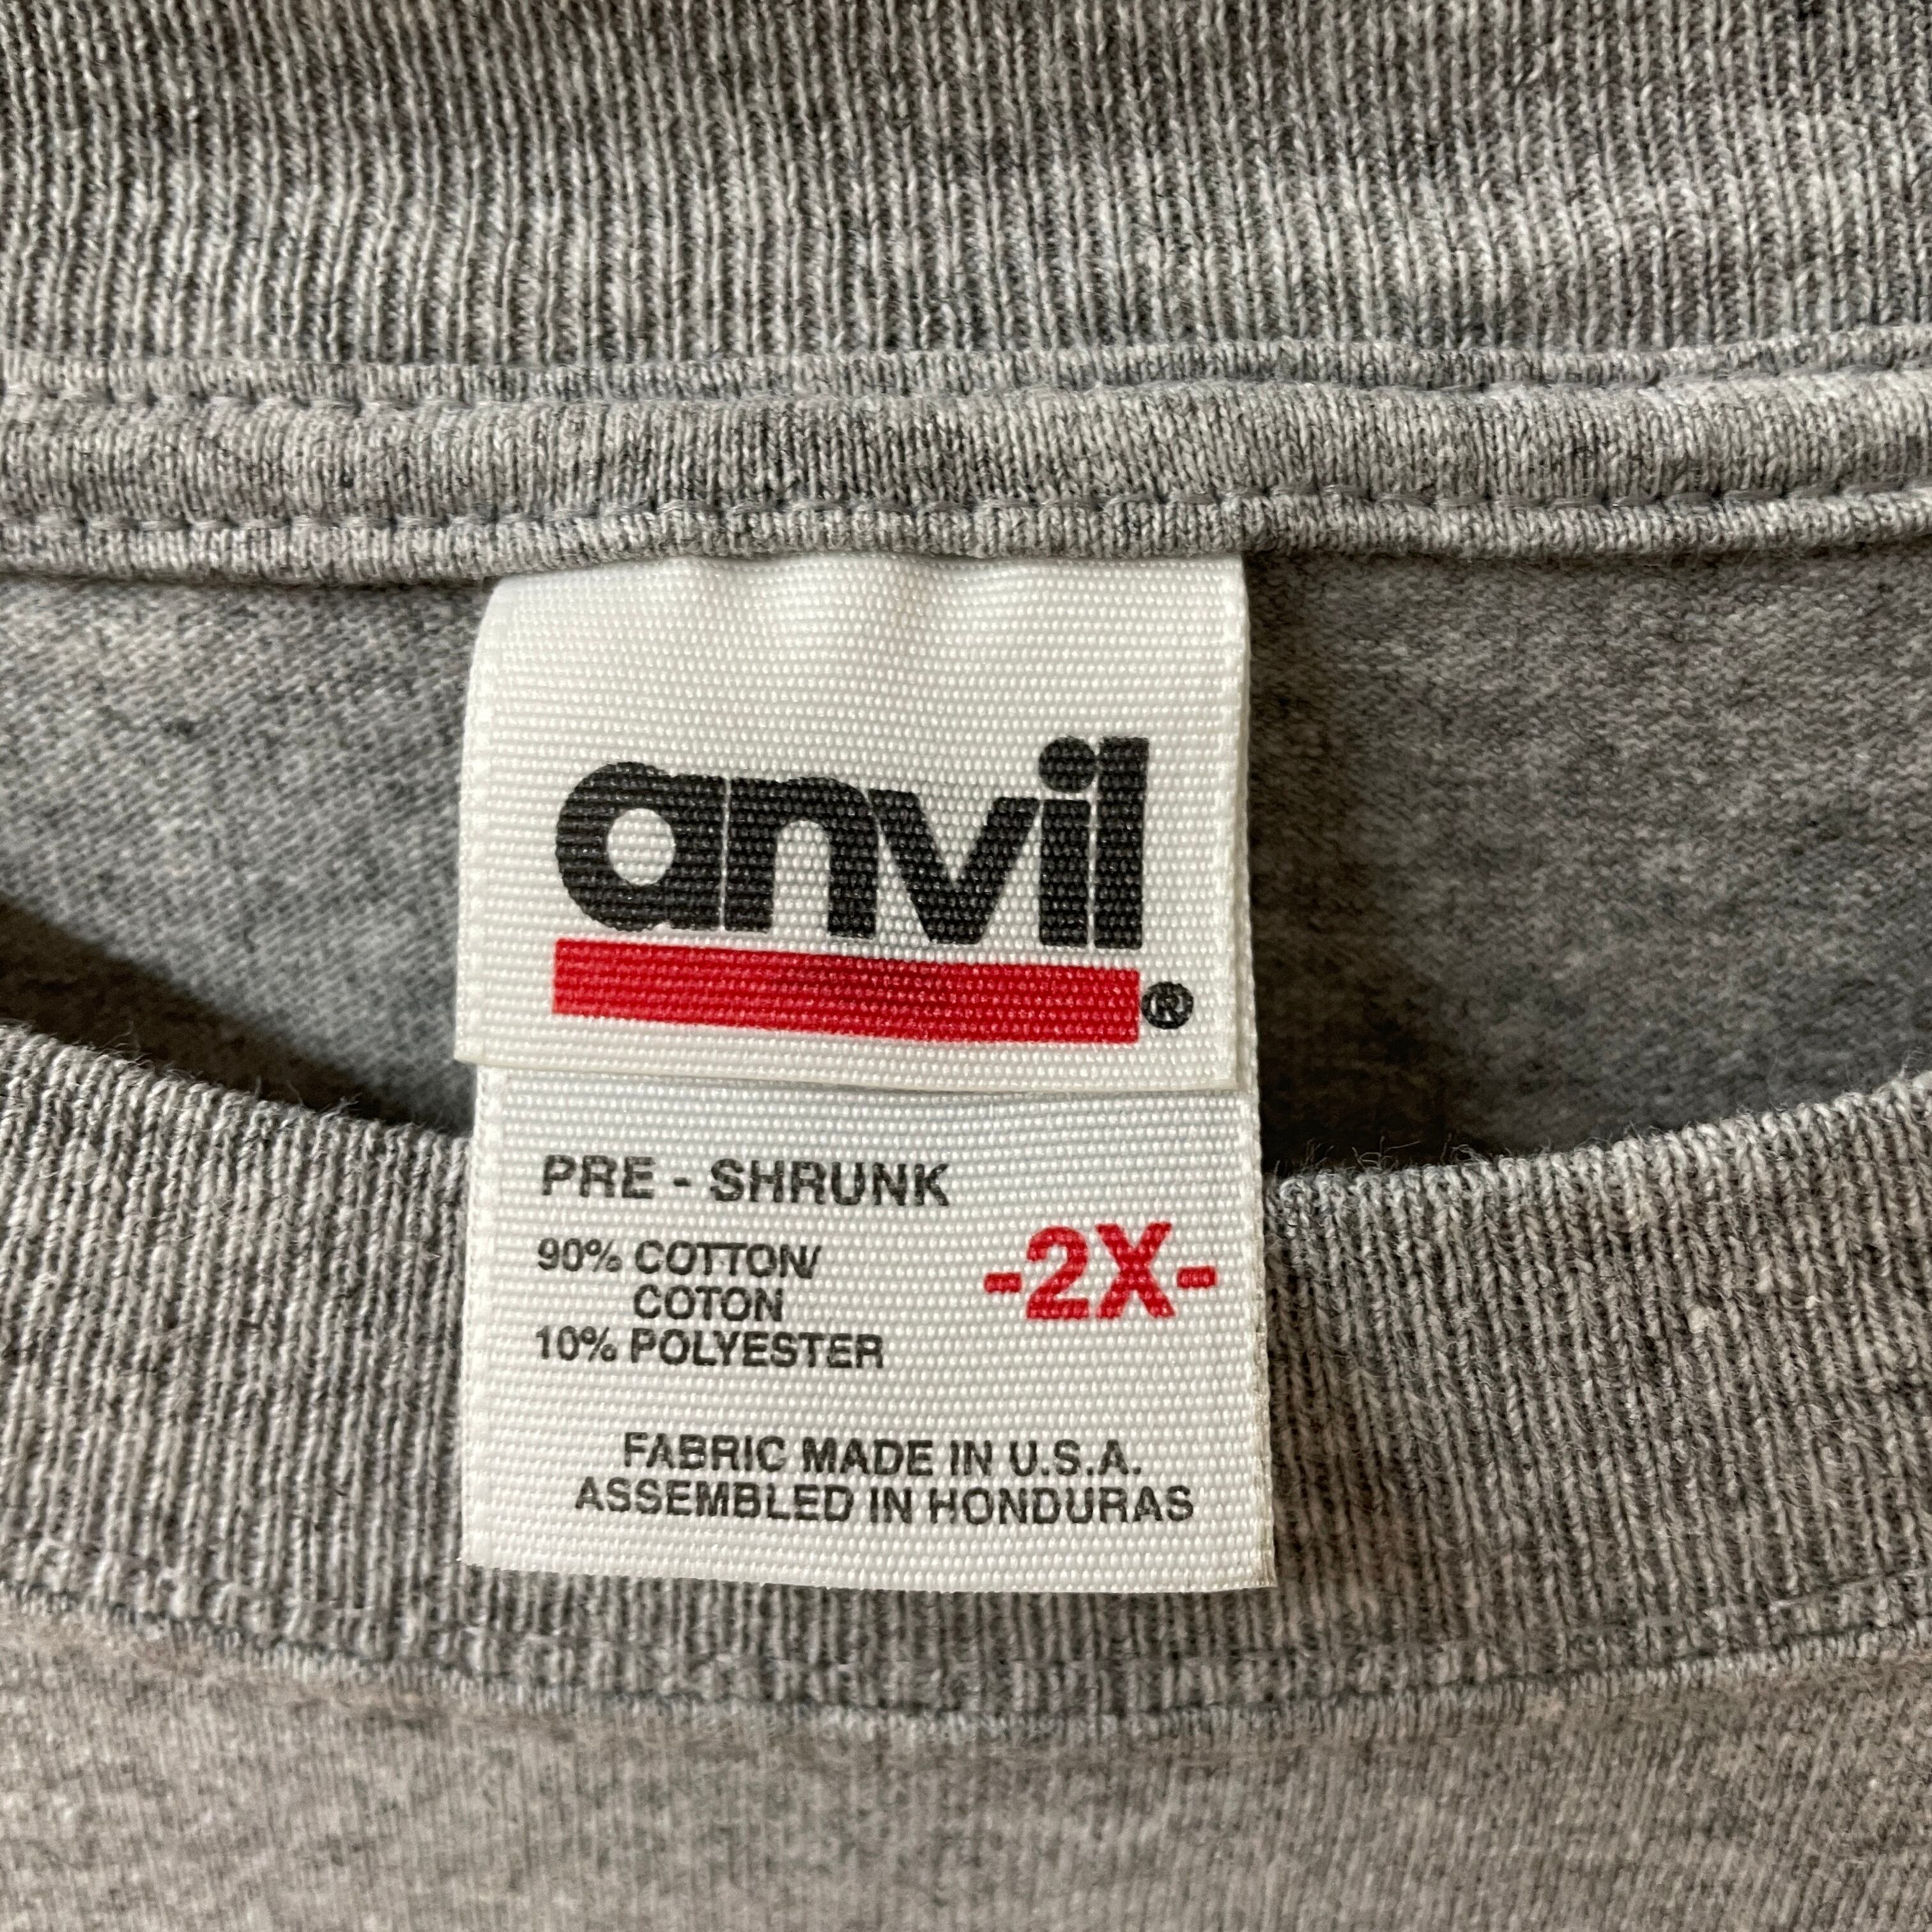 anvil
®
PRE - SHRUNK
90% COTTON/
COTON
10% POLYESTER
-2X-
FABRIC MADE IN U.S.A.
ASSEMBLED IN HONDURAS